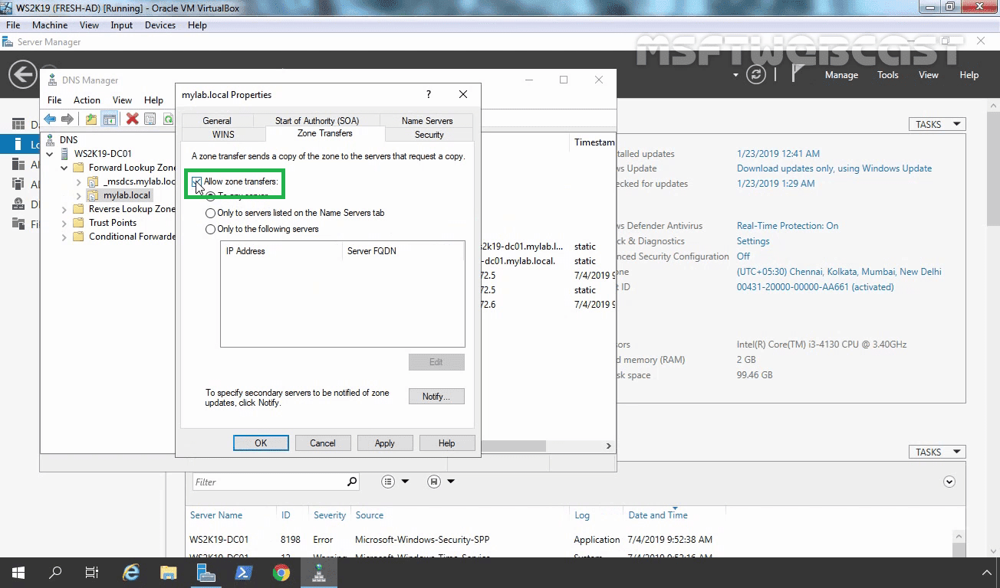 WS2K19 (FRESH-AD) [Running] - Oracle VM VirtualBox
File Machine View Input Devices Help
Server Manager
MSFTWEBCAST
Manage Tools View Help
DNS Manager
File Action View Help
DNS
WS2K19-DC01
Forward Lookup Zone
_msdcs.mylab.loc
mylab.local
Reverse Lookup Zone
Trust Points
Conditional Forwarde
Timestam
s2k19-dc01.mylab.l... static
-dc01.mylab.local. static
72.5 7/4/2019 9
72.5 static
72.6 7/4/2019 9
mylab.local Properties
?
General Start of Authority (SOA) Name Servers
WINS Zone Transfers Security
A zone transfer sends a copy of the zone to the servers that request a copy.
Allow zone transfers:
To any server
Only to servers listed on the Name Servers tab
Only to the following servers
IP Address Server FQDN
Edit
To specify secondary servers to be notified of zone
updates, click Notify.
Notify...
OK Cancel Apply Help
TASKS
talled updates 1/23/2019 12:41 AM
ws Update Download updates only, using Windows Update
hecked for updates 1/23/2019 1:29 AM
ws Defender Antivirus Real-Time Protection: On
ck & Diagnostics Settings
nced Security Configuration Off
one (UTC+05:30) Chennai, Kolkata, Mumbai, New Delhi
t ID 00431-20000-00000-AA661 (activated)
sors Intel(R) Core(TM) i3-4130 CPU @ 3.40GHz
d memory (RAM) 2 GB
sk space 99.46 GB
TASKS
Filter
Server Name ID Severity Source Log Date and Time
WS2K19-DC01 8198 Error Microsoft-Windows-Security-SPP Application 7/4/2019 9:52:38 AM
WS2K19-DC01 12 Warning Microsoft-Windows-Time-Service System 7/4/2019 9:52:16 AM